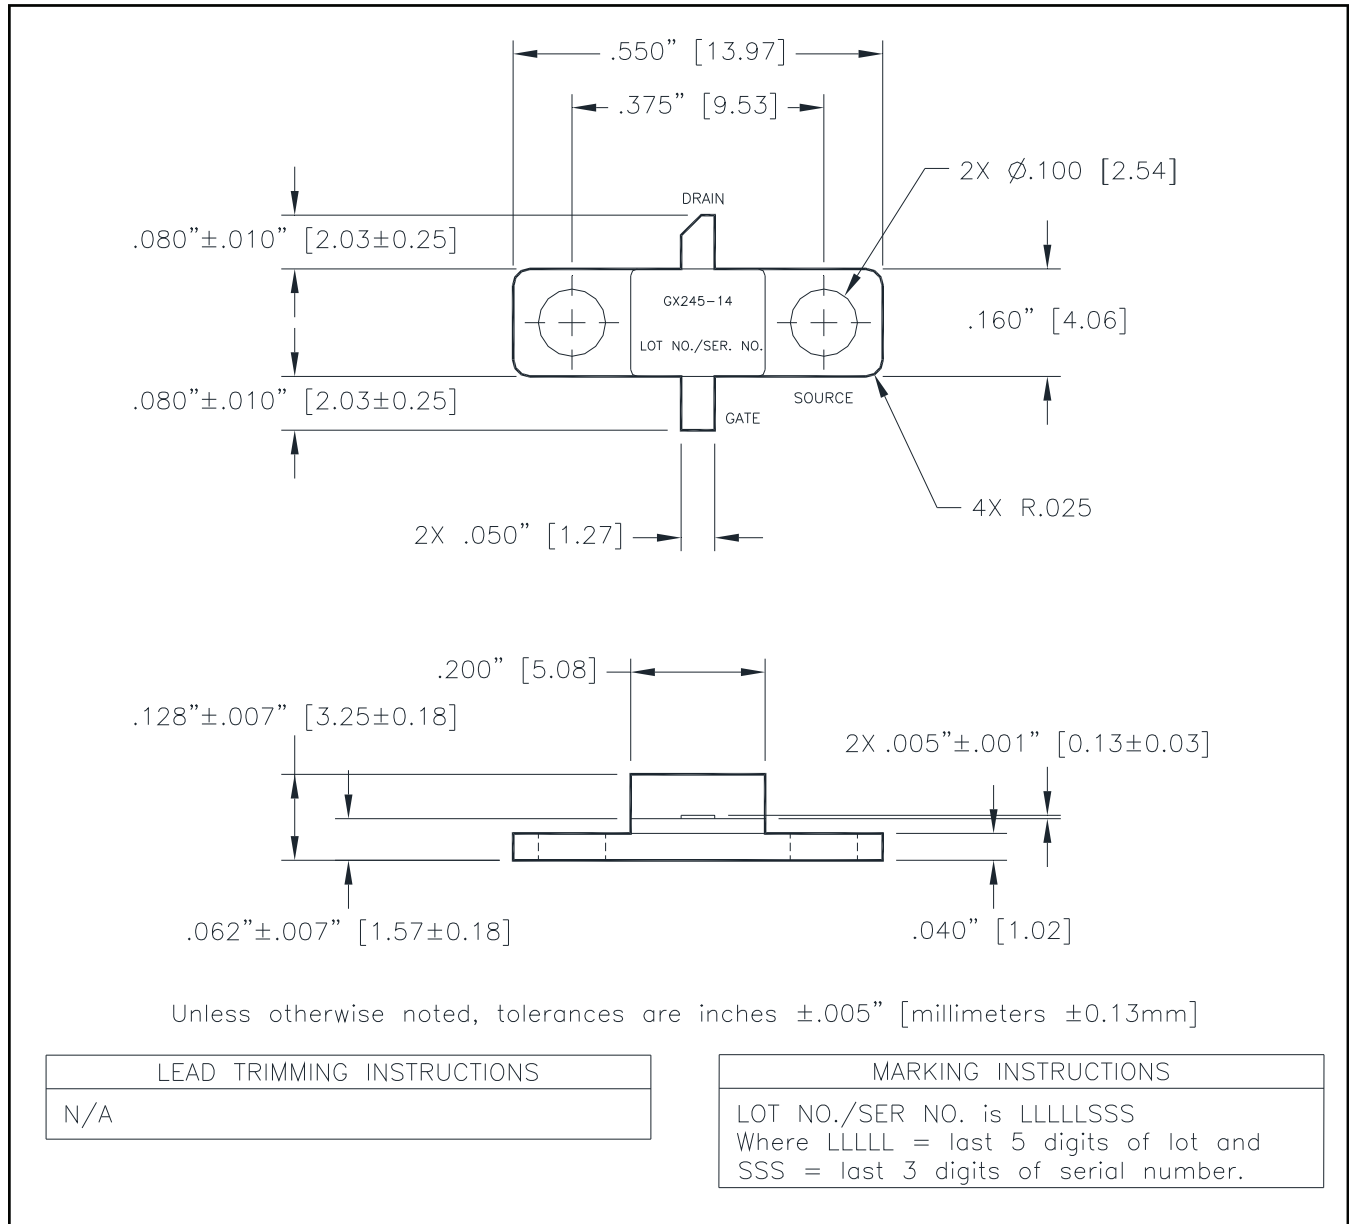 .550” [13.97]
.375” [9.53]
2X Ø.100 [2.54]
DRAIN
.080”±.010” [2.03±0.25]
GX245-14
.160” [4.06]
LOT NO./SER. NO.
.080”±.010” [2.03±0.25]
SOURCE
GATE
4X R.025
2X .050” [1.27]
.200” [5.08]
.128”±.007” [3.25±0.18]
2X .005”±.001” [0.13±0.03]
.062”±.007” [1.57±0.18]
.040” [1.02]
Unless otherwise noted, tolerances are inches ±.005” [millimeters ±0.13mm]
LEAD TRIMMING INSTRUCTIONS
N/A
MARKING INSTRUCTIONS
LOT NO./SER NO. is LLLLLSSS
Where LLLLL = last 5 digits of lot and
SSS = last 3 digits of serial number.